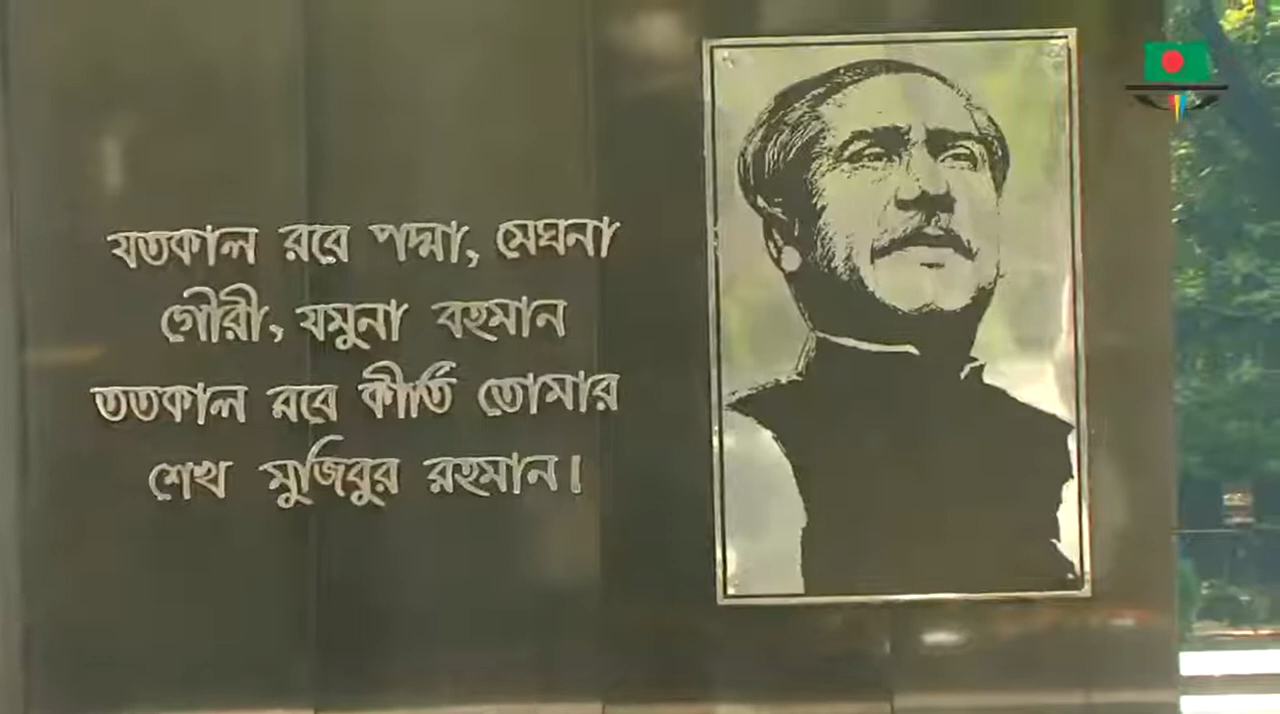 যতকাল রবে পদ্মা, মেঘনা
গৌরী, যমুনা বহমান
ততকাল রবে কীর্তি তোমার
শেখ মুজিবুর রহমান।